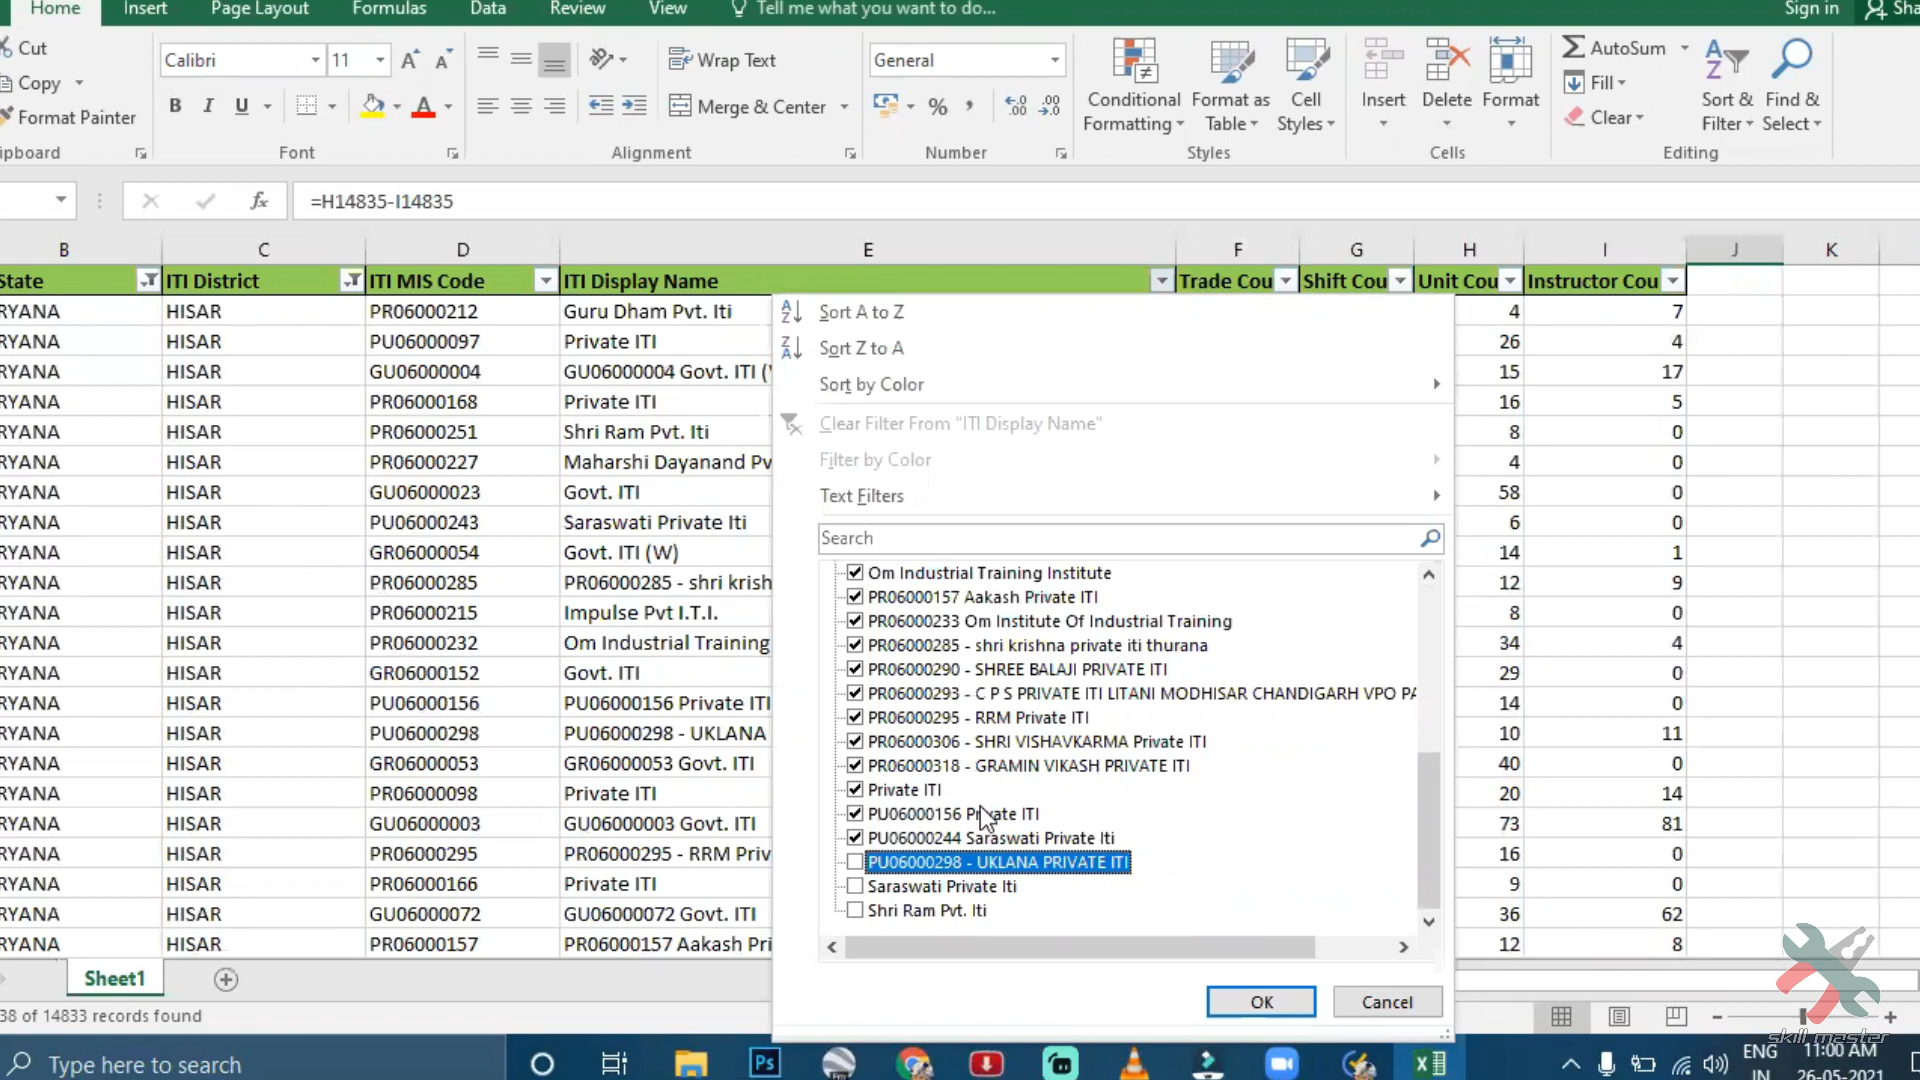 Home Insert Page Layout Formulas Data Review View Tell me what you want to do... Sign in Sha
Cut
Copy
Format Painter
ipboard
Calibri 11
B I U
Font
Wrap Text
Merge & Center
Alignment
General
% ,
Number
Conditional Formatting
Format as Table
Cell Styles
Styles
Insert Delete Format
Cells
AutoSum
Fill
Clear
Sort & Filter
Find & Select
Editing
fx =H14835-I14835
B C D E F G H I J K
State ITI District ITI MIS Code ITI Display Name Trade Cou Shift Cou Unit Cou Instructor Cou
RYANA HISAR PR06000212 Guru Dham Pvt. Iti 4 7
RYANA HISAR PU06000097 Private ITI 26 4
RYANA HISAR GU06000004 GU06000004 Govt. ITI ( 15 17
RYANA HISAR PR06000168 Private ITI 16 5
RYANA HISAR PR06000251 Shri Ram Pvt. Iti 8 0
RYANA HISAR PR06000227 Maharshi Dayanand Pv 4 0
RYANA HISAR GU06000023 Govt. ITI 58 0
RYANA HISAR PU06000243 Saraswati Private Iti 6 0
RYANA HISAR GR06000054 Govt. ITI (W) 14 1
RYANA HISAR PR06000285 PR06000285 - shri krish 12 9
RYANA HISAR PR06000215 Impulse Pvt I.T.I. 8 0
RYANA HISAR PR06000232 Om Industrial Training 34 4
RYANA HISAR GR06000152 Govt. ITI 29 0
RYANA HISAR PU06000156 PU06000156 Private ITI 14 0
RYANA HISAR PU06000298 PU06000298 - UKLANA 10 11
RYANA HISAR GR06000053 GR06000053 Govt. ITI 40 0
RYANA HISAR PR06000098 Private ITI 20 14
RYANA HISAR GU06000003 GU06000003 Govt. ITI 73 81
RYANA HISAR PR06000295 PR06000295 - RRM Priv 16 0
RYANA HISAR PR06000166 Private ITI 9 0
RYANA HISAR GU06000072 GU06000072 Govt. ITI 36 62
RYANA HISAR PR06000157 PR06000157 Aakash Pri 12 8
Sort A to Z
Sort Z to A
Sort by Color
Clear Filter From "ITI Display Name"
Filter by Color
Text Filters
Search
Om Industrial Training Institute
PR06000157 Aakash Private ITI
PR06000233 Om Institute Of Industrial Training
PR06000285 - shri krishna private iti thurana
PR06000290 - SHREE BALAJI PRIVATE ITI
PR06000293 - C P S PRIVATE ITI LITANI MODHISAR CHANDIGARH VPO PA
PR06000295 - RRM Private ITI
PR06000306 - SHRI VISHAVKARMA Private ITI
PR06000318 - GRAMIN VIKASH PRIVATE ITI
Private ITI
PU06000156 Private ITI
PU06000244 Saraswati Private Iti
PU06000298 - UKLANA PRIVATE ITI
Saraswati Private Iti
Shri Ram Pvt. Iti
OK Cancel
Sheet1
38 of 14833 records found
skill master
Type here to search
Ps
ENG
IN
11:00 AM
26-05-2021